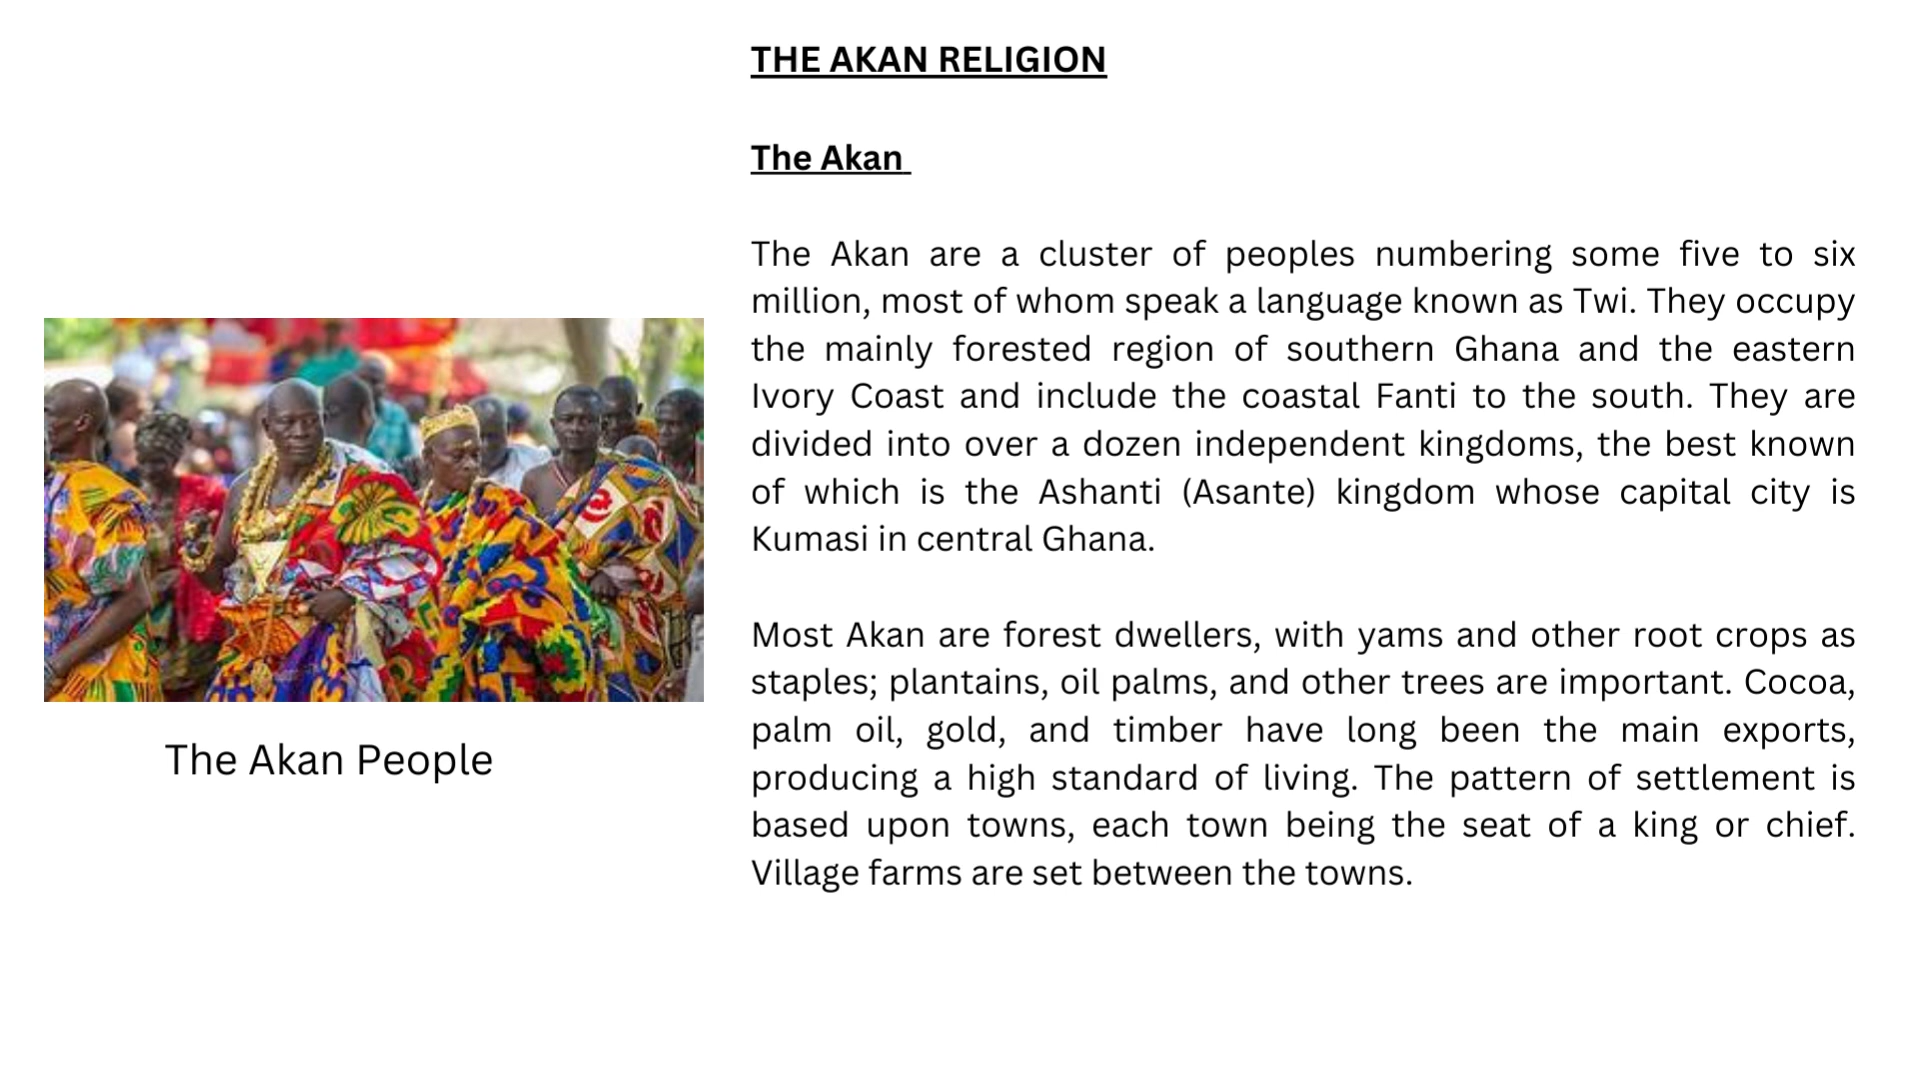 THE AKAN RELIGION
The Akan
The Akan are a cluster of peoples numbering some five to six
million, most of whom speak a language known as Twi. They occupy
the mainly forested region of southern Ghana and the eastern
Ivory Coast and include the coastal Fanti to the south. They are
divided into over a dozen independent kingdoms, the best known
of which is the Ashanti (Asante) kingdom whose capital city is
Kumasi in central Ghana.
Most Akan are forest dwellers, with yams and other root crops as
staples; plantains, oil palms, and other trees are important. Cocoa,
palm oil, gold, and timber have long been the main exports,
producing a high standard of living. The pattern of settlement is
based upon towns, each town being the seat of a king or chief.
Village farms are set between the towns.
The Akan People